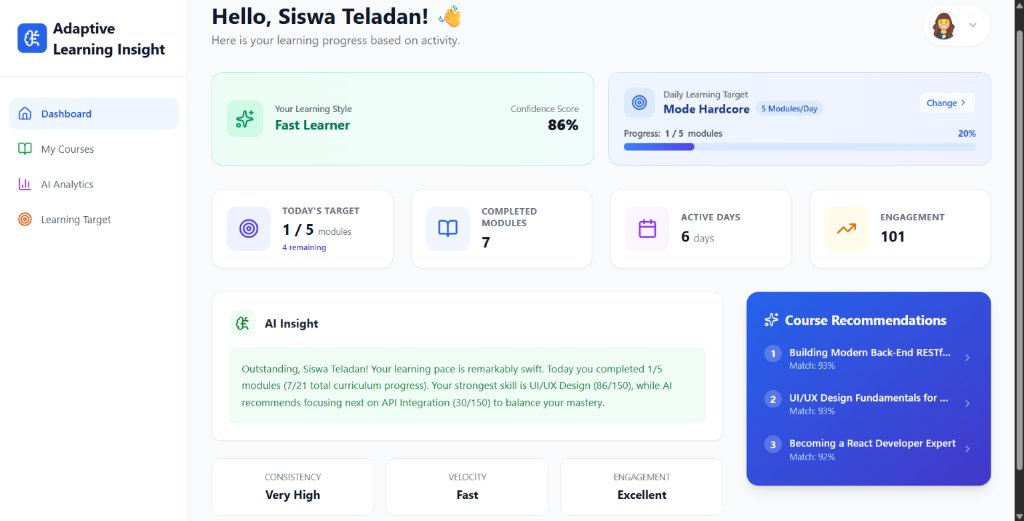 Adaptive
Learning Insight
Dashboard
My Courses
AI Analytics
Learning Target
Hello, Siswa Teladan! 👋
Here is your learning progress based on activity.
Your Learning Style
Fast Learner
Confidence Score
86%
Daily Learning Target
Mode Hardcore 5 Modules/Day
Change >
Progress: 1 / 5 modules
20%
TODAY'S TARGET
1 / 5 modules
4 remaining
COMPLETED
MODULES
7
ACTIVE DAYS
6 days
ENGAGEMENT
101
AI Insight
Outstanding, Siswa Teladan! Your learning pace is remarkably swift. Today you completed 1/5
modules (7/21 total curriculum progress). Your strongest skill is UI/UX Design (86/150), while AI
recommends focusing next on API Integration (30/150) to balance your mastery.
CONSISTENCY
Very High
VELOCITY
Fast
ENGAGEMENT
Excellent
Course Recommendations
1 Building Modern Back-End RESTf...
Match: 93%
2 UI/UX Design Fundamentals for ...
Match: 93%
3 Becoming a React Developer Expert
Match: 92%